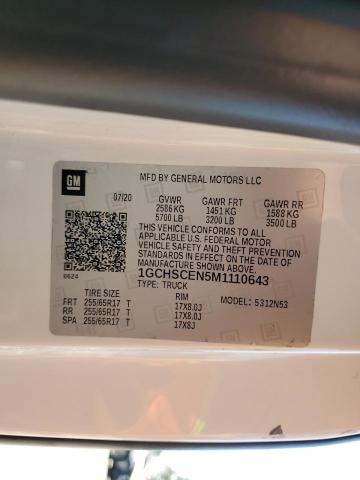 GM
MFD BY GENERAL MOTORS LLC
07/20 GVWR GAWR FRT GAWR RR
2586 KG 1451 KG 1588 KG
5700 LB 3200 LB 3500 LB
THIS VEHICLE CONFORMS TO ALL
APPLICABLE U.S. FEDERAL MOTOR
VEHICLE SAFETY STANDARDS
IN EFFECT ON THE DATE OF
MANUFACTURE SHOWN ABOVE.
0624 1GCHSCEN5M1110643
TYPE: TRUCK
TIRE SIZE RIM MODEL: 5312N53
FRT 255/65R17 T 17X8.0J
RR 255/65R17 T 17X8.0J
SPA 255/65R17 T 17X8J